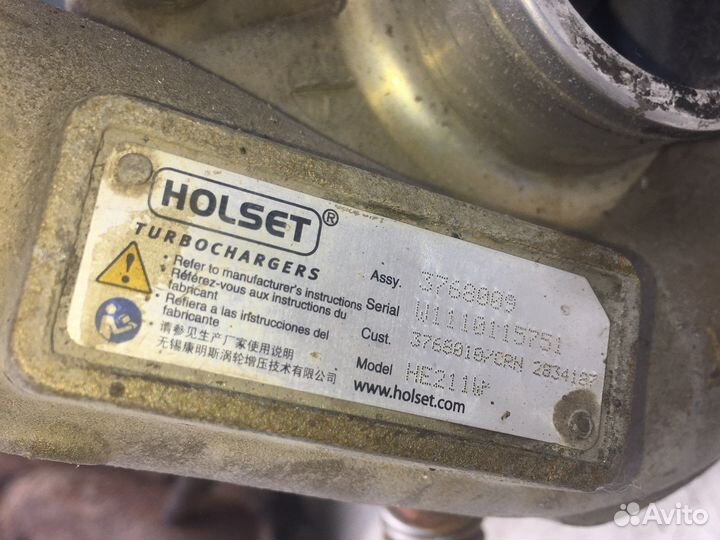 HOLSET®
TURBOCHARGERS
• Refer to manufacturer's instructions
• Référez-vous aux instructions du
fabricant
• Refiera a las infstrucciones del
fabricante
请参见生产厂家使用说明
无锡康明斯涡轮增压技术有限公司
Assy. 3768009
Serial W1110115751
Cust. 3768010/CRN 2834187
Model HE211W
www.holset.com
Avito